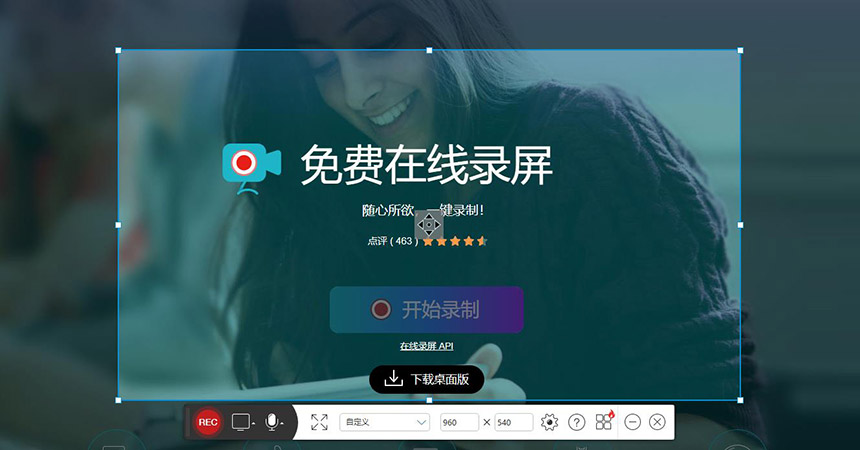 免费在线录屏
随心所欲，一键录制！
点评 ( 463 )
开始录制
在线录屏 API
下载桌面版
REC 自定义 960 × 540